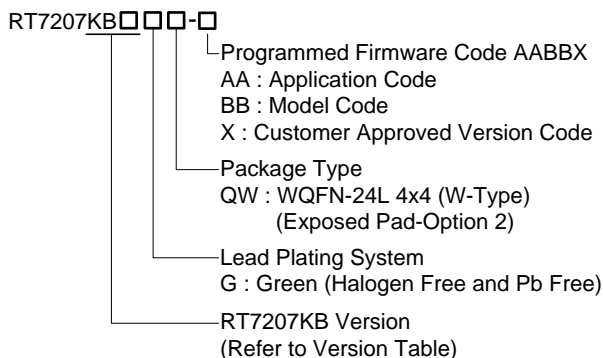 RT7207KB□□□-□
Programmed Firmware Code AABBX
AA : Application Code
BB : Model Code
X : Customer Approved Version Code
Package Type
QW : WQFN-24L 4x4 (W-Type)
(Exposed Pad-Option 2)
Lead Plating System
G : Green (Halogen Free and Pb Free)
RT7207KB Version
(Refer to Version Table)